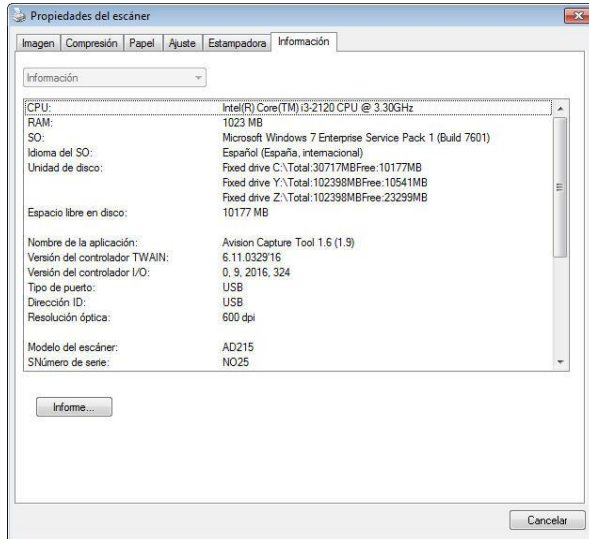 Propiedades del escáner
Imagen Compresión Papel Ajuste Estampadora Información
Información
CPU: Intel(R) Core(TM) i3-2120 CPU @ 3.30GHz
RAM: 1023 MB
SO: Microsoft Windows 7 Enterprise Service Pack 1 (Build 7601)
Idioma del SO: Español (España, internacional)
Unidad de disco: Fixed drive C:\Total:30717MBFree:10177MB
Fixed drive Y:\Total:102398MBFree:10541MB
Fixed drive Z:\Total:102398MBFree:23299MB
Espacio libre en disco: 10177 MB
Nombre de la aplicación: Avision Capture Tool 1.6 (1.9)
Versión del controlador TWAIN: 6.11.0329'16
Versión del controlador I/O: 0, 9, 2016, 324
Tipo de puerto: USB
Dirección ID: USB
Resolución óptica: 600 dpi
Modelo del escáner: AD215
SNúmero de serie: NO25
Informe...
Cancelar